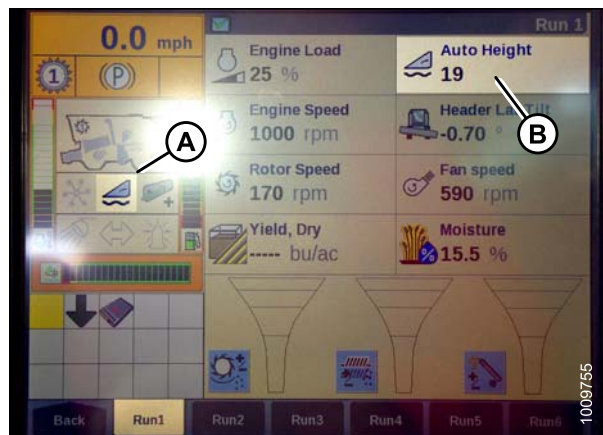 0.0 mph
Run 1
1
(P)
Engine Load
25 %
Auto Height
19
Engine Speed
1000 rpm
Header Lat Tilt
-0.70 °
A
B
Rotor Speed
170 rpm
Fan speed
590 rpm
Yield, Dry
----- bu/ac
Moisture
15.5 %
Back
Run1
Run2
Run3
Run4
Run5
Run6
1009755